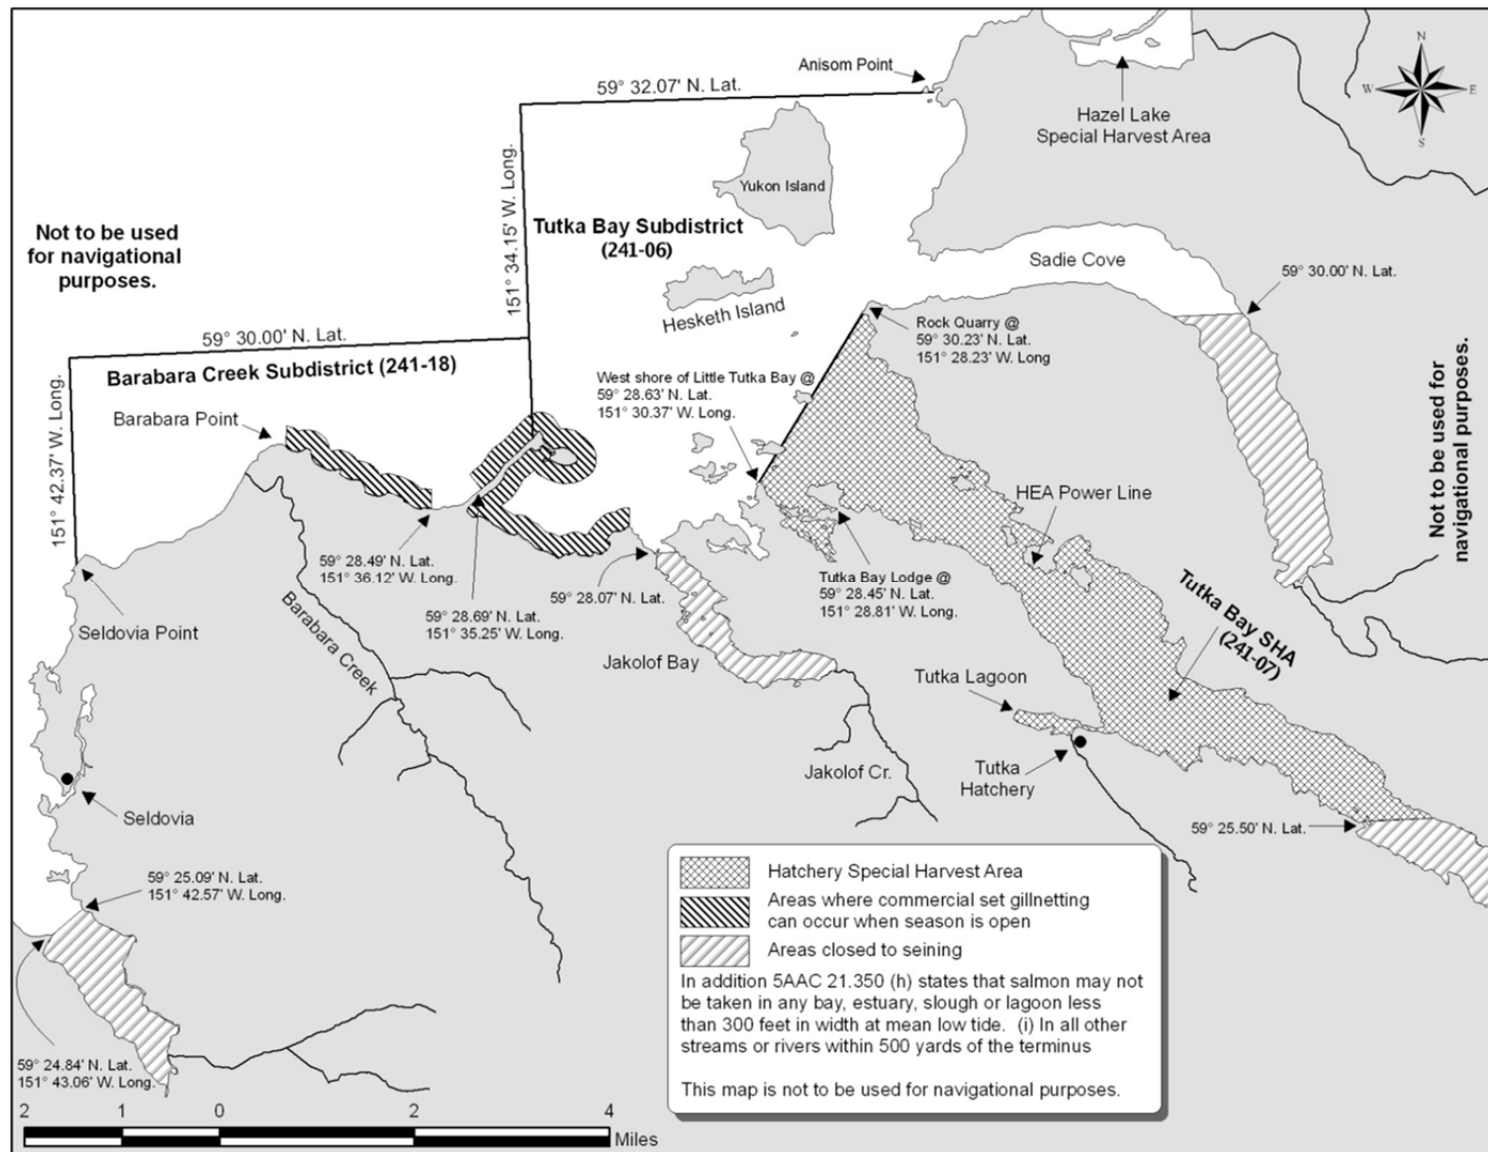 Anisom Point
59° 32.07' N. Lat.
Hazel Lake
Special Harvest Area
N
W
E
S
Yukon Island
151° 34.15' W. Long.
Tutka Bay Subdistrict
(241-06)
Not to be used
for navigational
purposes.
Sadie Cove
59° 30.00' N. Lat.
Hesketh Island
59° 30.00' N. Lat.
Rock Quarry @
59° 30.23' N. Lat.
151° 28.23' W. Long
Barabara Creek Subdistrict (241-18)
West shore of Little Tutka Bay @
59° 28.63' N. Lat.
151° 30.37' W. Long.
Not to be used for
navigational purposes.
151° 42.37' W. Long.
Barabara Point
HEA Power Line
59° 28.49' N. Lat.
151° 36.12' W. Long.
59° 28.69' N. Lat.
151° 35.25' W. Long.
59° 28.07' N. Lat.
Tutka Bay Lodge @
59° 28.45' N. Lat.
151° 28.81' W. Long.
Tutka Bay SHA
(241-07)
Seldovia Point
Barabara Creek
Jakolof Bay
Tutka Lagoon
Jakolof Cr.
Tutka
Hatchery
Seldovia
59° 25.50' N. Lat.
59° 25.09' N. Lat.
151° 42.57' W. Long.
Hatchery Special Harvest Area
Areas where commercial set gillnetting
can occur when season is open
Areas closed to seining
In addition 5AAC 21.350 (h) states that salmon may not
be taken in any bay, estuary, slough or lagoon less
than 300 feet in width at mean low tide.  (i) In all other
streams or rivers within 500 yards of the terminus
This map is not to be used for navigational purposes.
59° 24.84' N. Lat.
151° 43.06' W. Long.
2 1 0 2 4
Miles